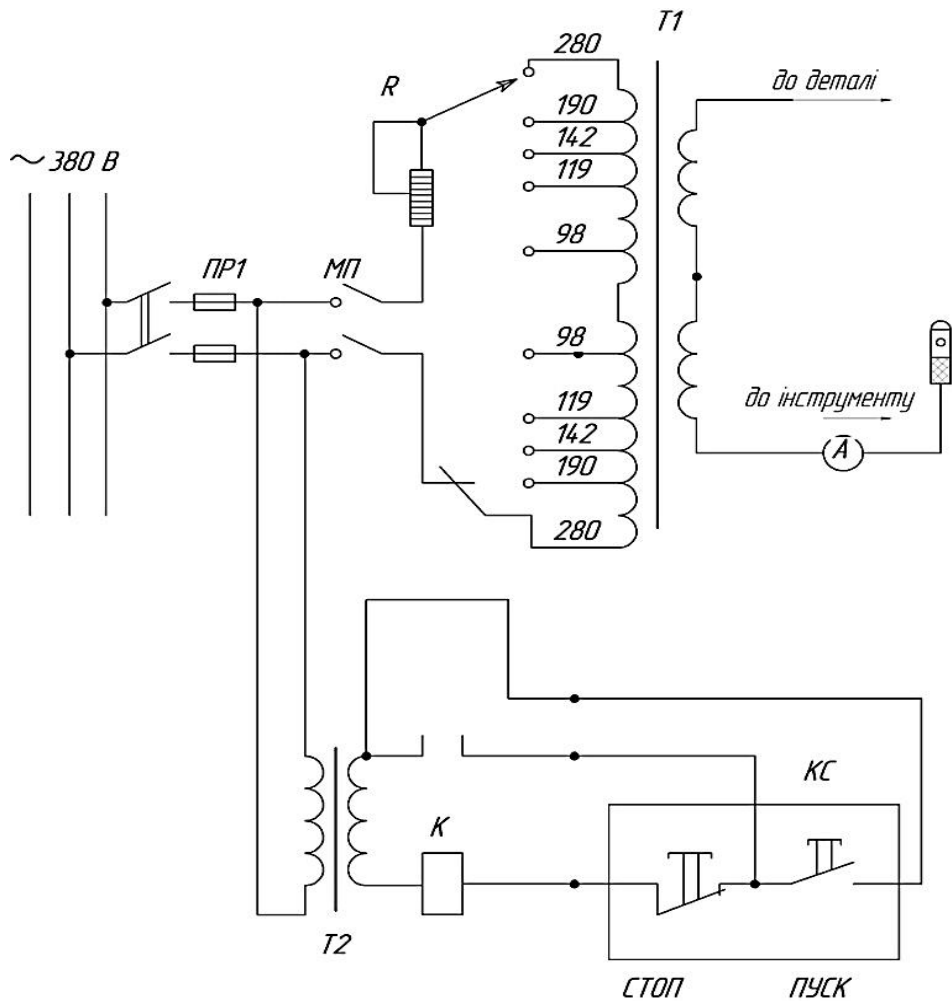 T1
280
до деталі
R
190
~ 380 В
142
119
98
ПР1
МП
98
119
до інструменту
142
A
190
280
КС
К
Т2
СТОП
ПУСК